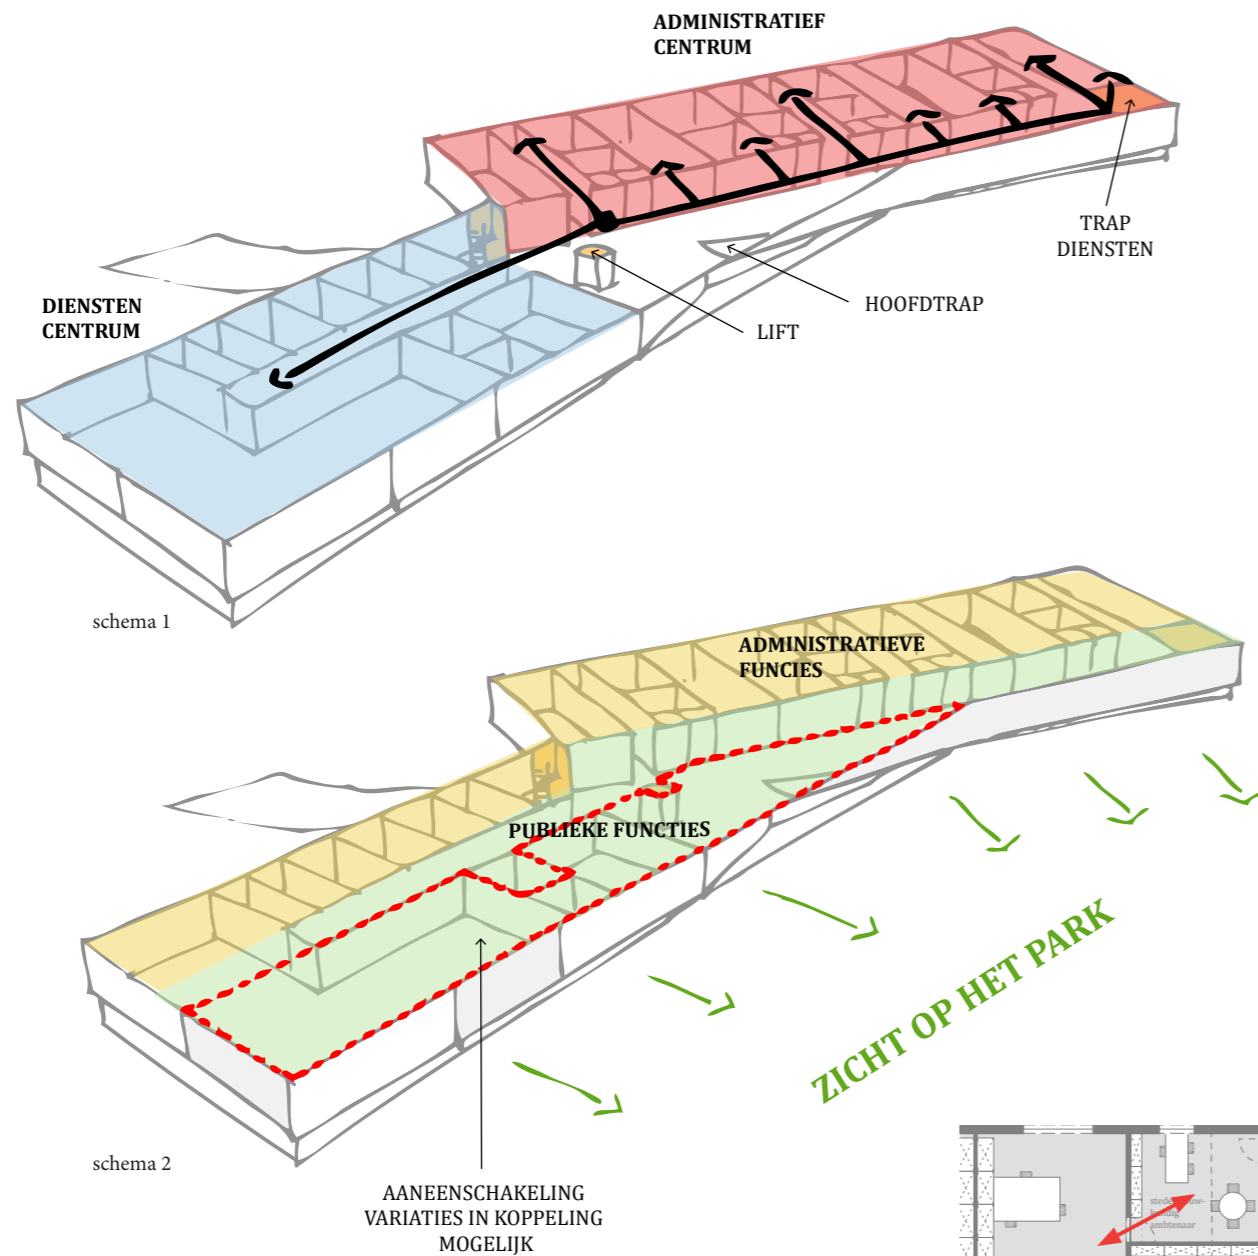 ADMINISTRATIEF
CENTRUM
TRAP
DIENSTEN
HOOFDTRAP
LIFT
DIENSTEN
CENTRUM
schema 1
ADMINISTRATIEVE
FUNCIES
PUBLIEKE FUNCTIES
ZICHT OP HET PARK
schema 2
AANEENSCHAKELING
VARIATIES IN KOPPELING
MOGELIJK
ambtenaar